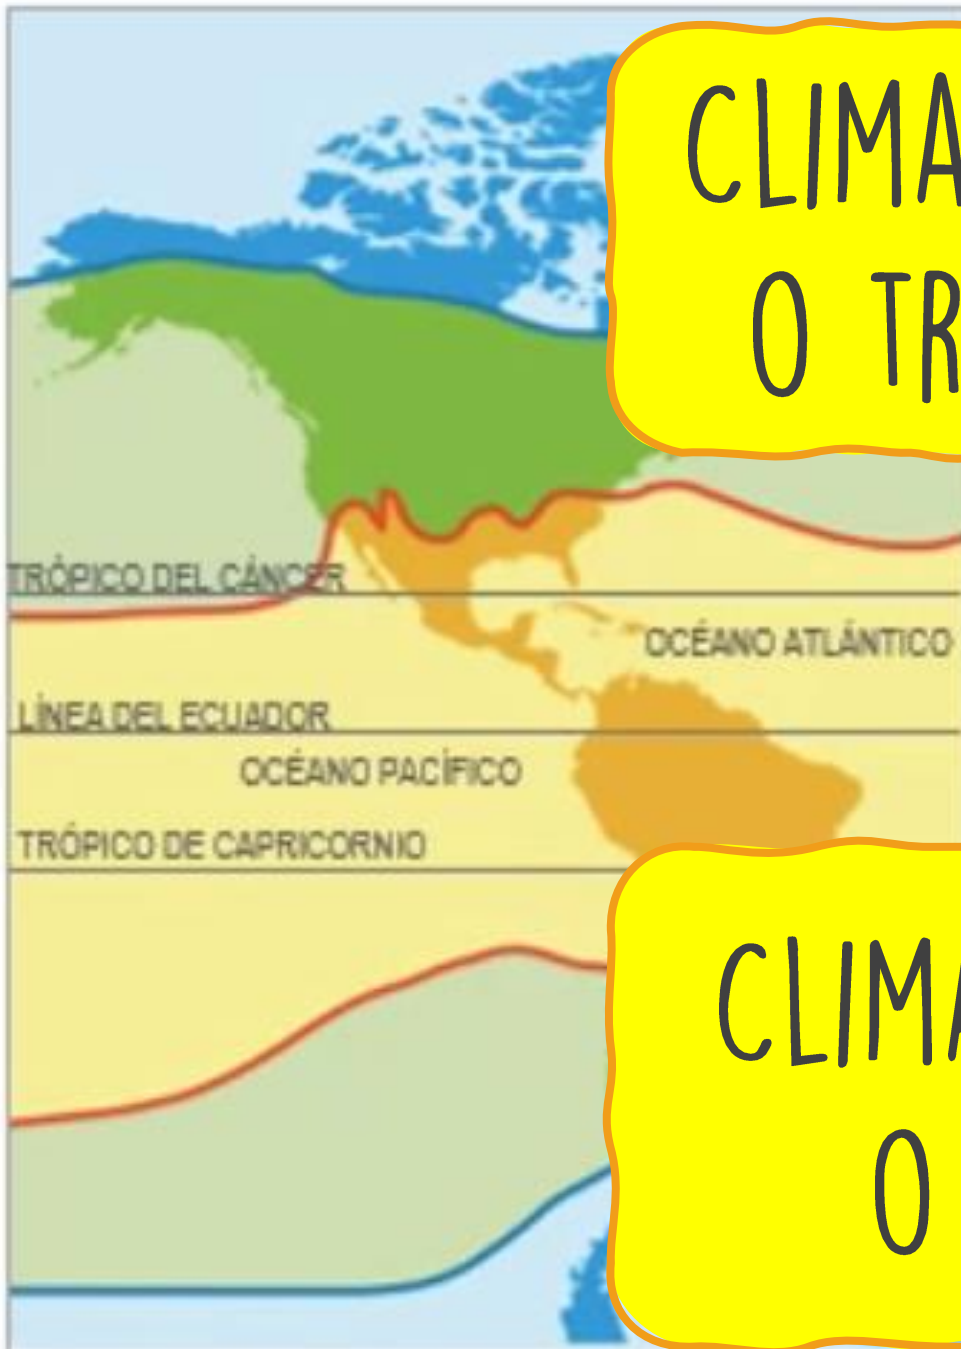 CLIMA
O TR
TRÓPICO DEL CÁNCER
OCÉANO ATLÁNTICO
LÍNEA DEL ECUADOR
OCÉANO PACÍFICO
TRÓPICO DE CAPRICORNIO
CLIMA
O